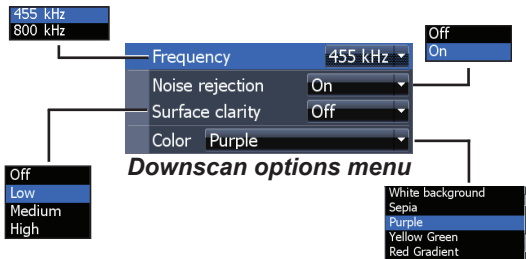 455 kHz
800 kHz
Off
On
Frequency 455 kHz
Noise rejection On
Surface clarity Off
Color Purple
Downscan options menu
Off
Low
Medium
High
White background
Sepia
Purple
Yellow Green
Red Gradient